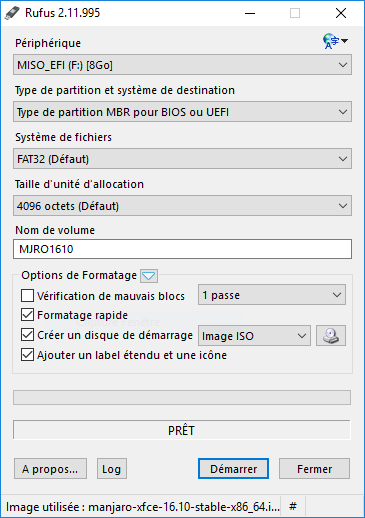 Rufus 2.11.995
Périphérique
MISO_EFI (F:) [8Go]
Type de partition et système de destination
Type de partition MBR pour BIOS ou UEFI
Système de fichiers
FAT32 (Défaut)
Taille d'unité d'allocation
4096 octets (Défaut)
Nom de volume
MJRO1610
Options de Formatage
Vérification de mauvais blocs 1 passe
Formatage rapide
Créer un disque de démarrage Image ISO
Ajouter un label étendu et une icône
PRÊT
A propos... Log Démarrer Fermer
Image utilisée : manjaro-xfce-16.10-stable-x86_64.i... #